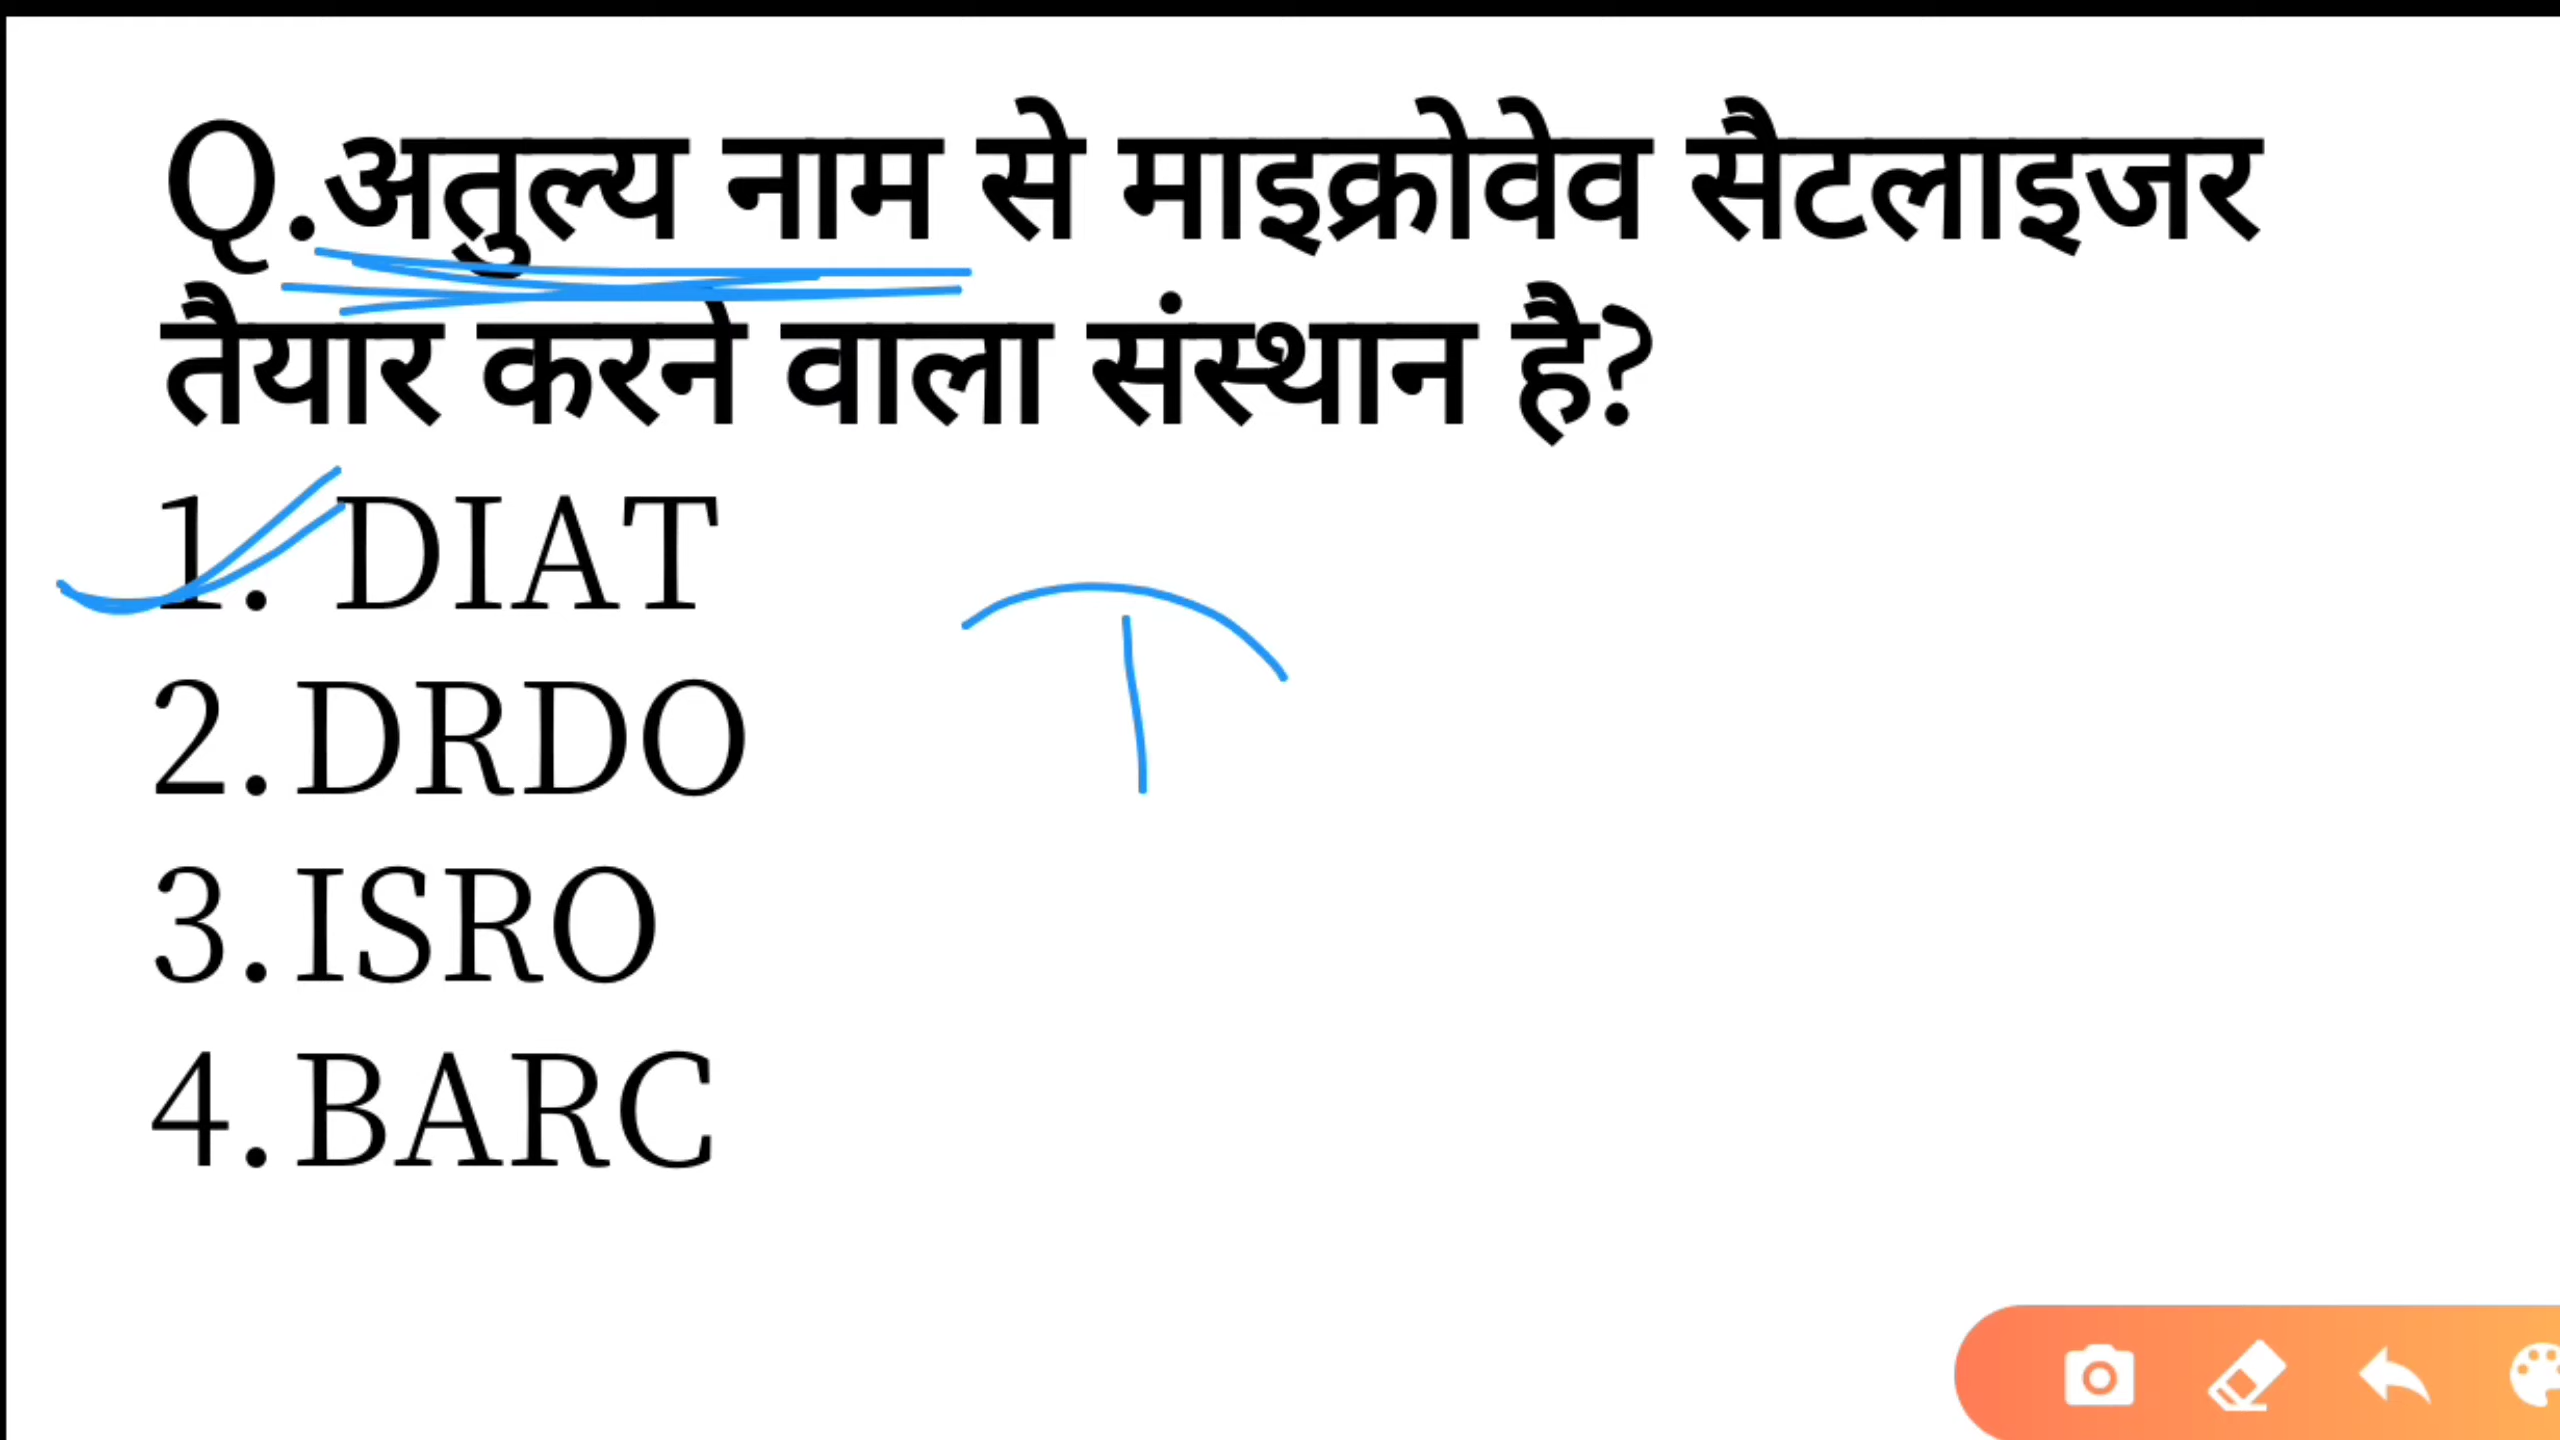 Q.अतुल्य नाम से माइक्रोवेव सैटलाइजर
तैयार करने वाला संस्थान है?
1. DIAT
2.DRDO
3.ISRO
4.BARC
T